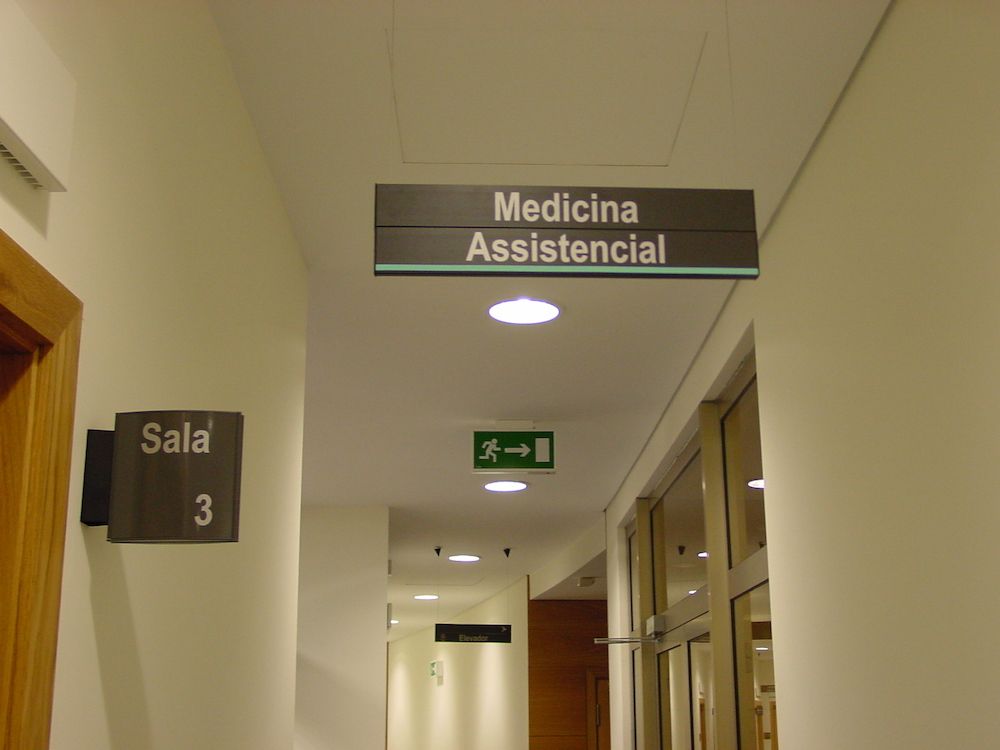 Medicina
Assistencial
Sala
3
Elevador